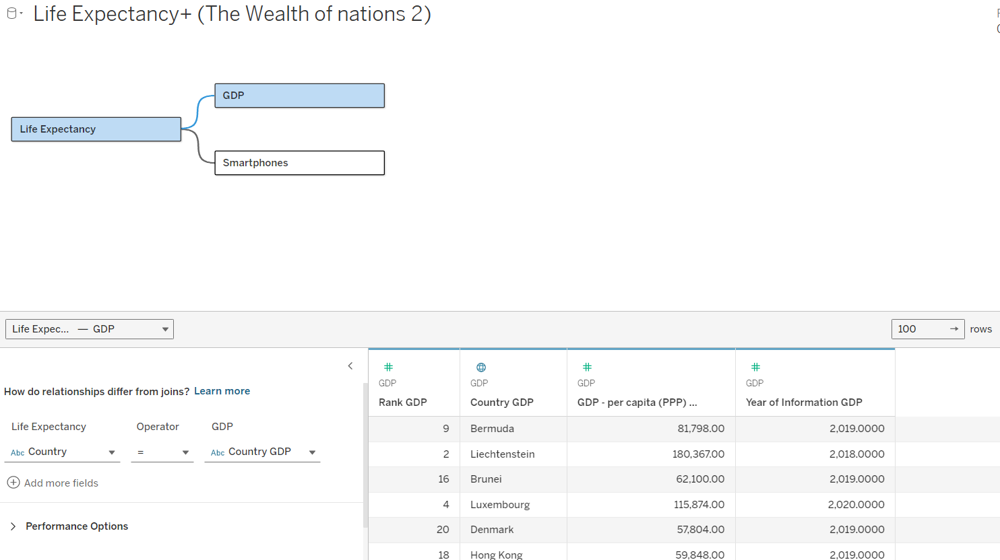 Life Expectancy+ (The Wealth of nations 2)
GDP
Life Expectancy
Smartphones
Life Expec... — GDP
100 rows
How do relationships differ from joins? Learn more
Life Expectancy Operator GDP
Abc Country = Abc Country GDP
Add more fields
Performance Options
GDP GDP GDP GDP
Rank GDP Country GDP GDP - per capita (PPP) ... Year of Information GDP
9 Bermuda 81,798.00 2,019.0000
2 Liechtenstein 180,367.00 2,018.0000
16 Brunei 62,100.00 2,019.0000
4 Luxembourg 115,874.00 2,020.0000
20 Denmark 57,804.00 2,019.0000
18 Hong Kong 59,848.00 2,019.0000